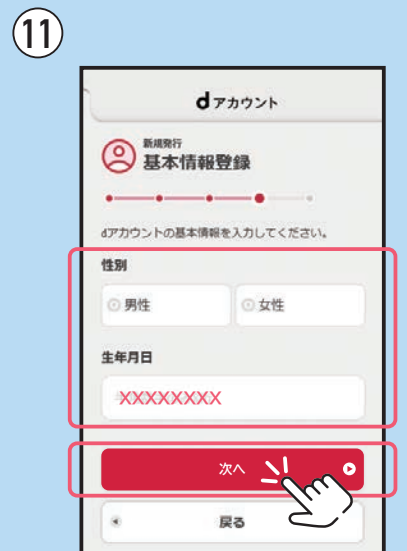 ⑪
dアカウント
新規発行
基本情報登録
dアカウントの基本情報を入力してください。
性別
男性
女性
生年月日
XXXXXXXX
次へ
戻る